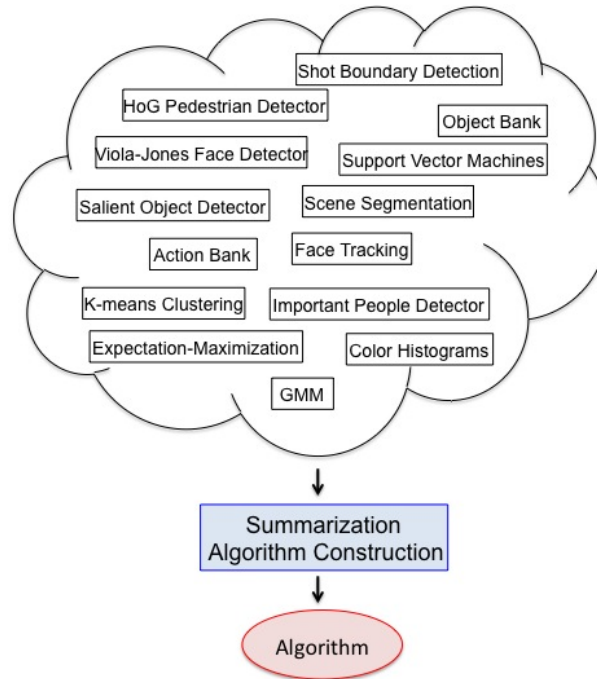 Shot Boundary Detection
HoG Pedestrian Detector
Object Bank
Viola-Jones Face Detector
Support Vector Machines
Salient Object Detector
Scene Segmentation
Action Bank
Face Tracking
K-means Clustering
Important People Detector
Expectation-Maximization
Color Histograms
GMM
Summarization
Algorithm Construction
Algorithm